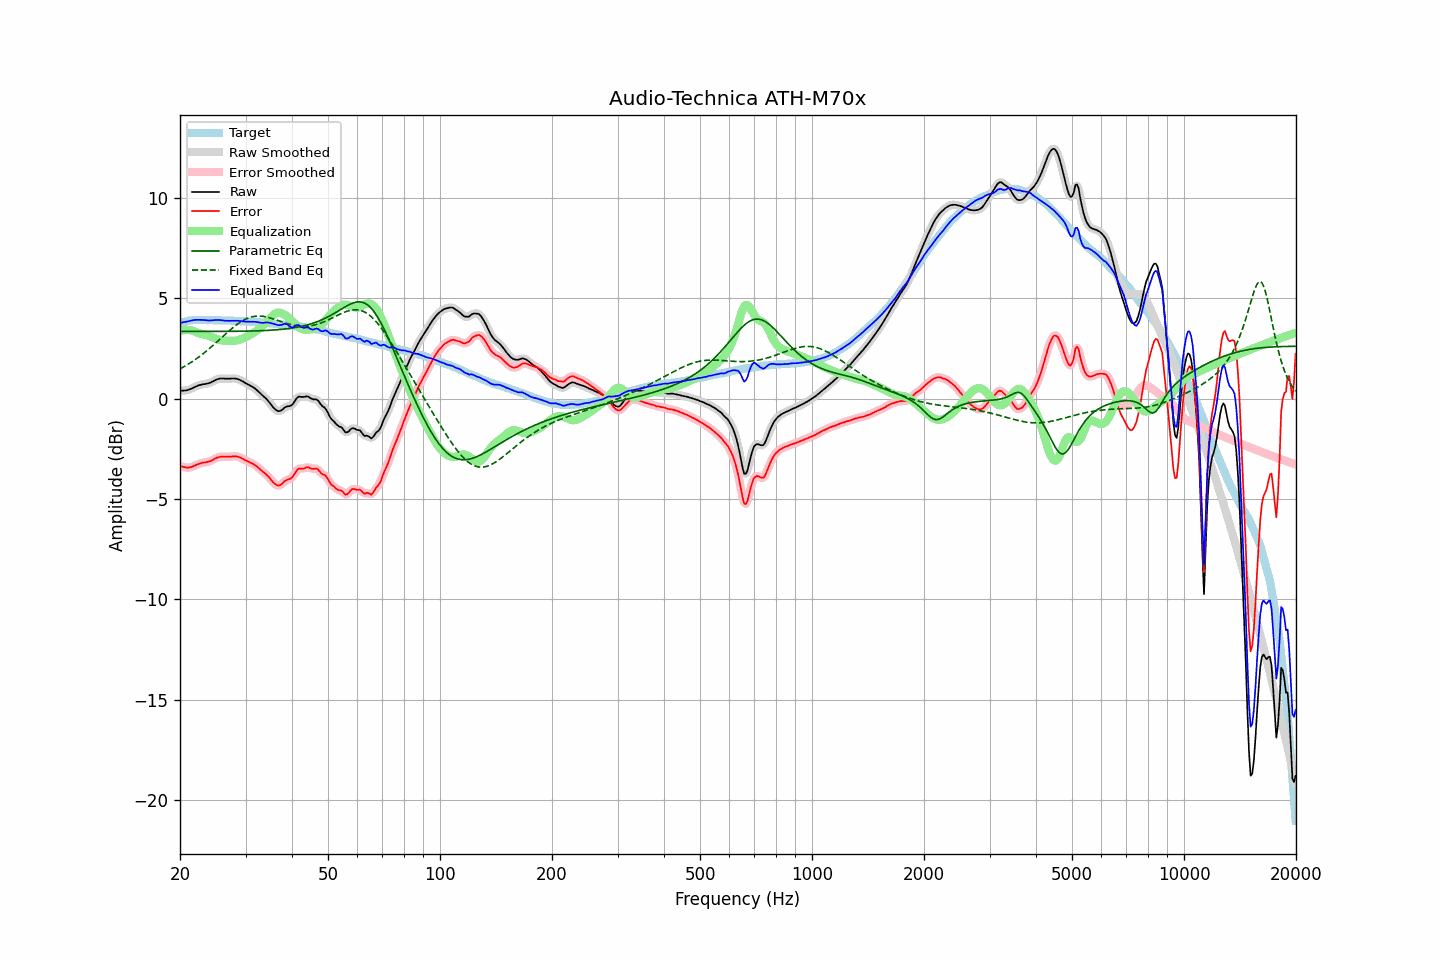 Audio-Technica ATH-M70x
Target
Raw Smoothed
Error Smoothed
Raw
Error
Equalization
Parametric Eq
Fixed Band Eq
Equalized
10
5
0
−5
−10
−15
−20
Amplitude (dBr)
20
50
100
200
500
1000
2000
5000
10000
20000
Frequency (Hz)